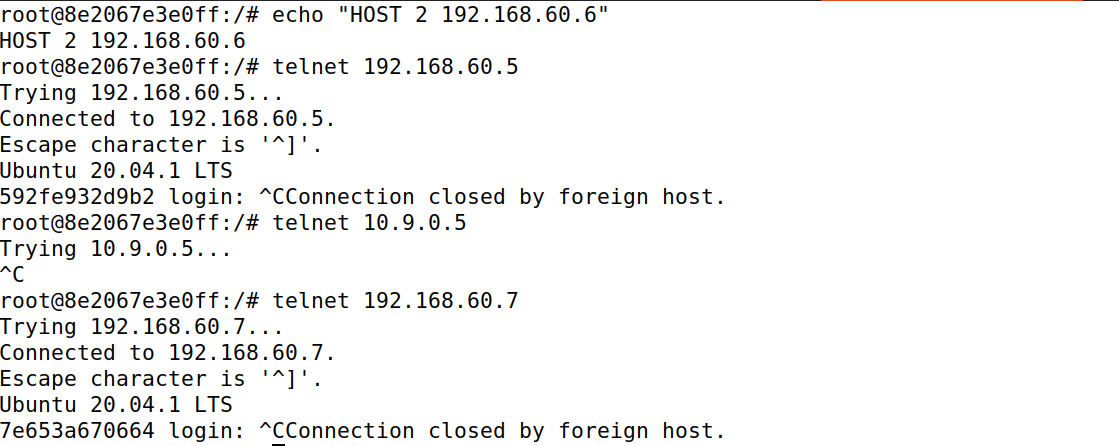 root@8e2067e3e0ff:/# echo "HOST 2 192.168.60.6"
HOST 2 192.168.60.6
root@8e2067e3e0ff:/# telnet 192.168.60.5
Trying 192.168.60.5...
Connected to 192.168.60.5.
Escape character is '^]'.
Ubuntu 20.04.1 LTS
592fe932d9b2 login: ^CConnection closed by foreign host.
root@8e2067e3e0ff:/# telnet 10.9.0.5
Trying 10.9.0.5...
^C
root@8e2067e3e0ff:/# telnet 192.168.60.7
Trying 192.168.60.7...
Connected to 192.168.60.7.
Escape character is '^]'.
Ubuntu 20.04.1 LTS
7e653a670664 login: ^CConnection closed by foreign host.